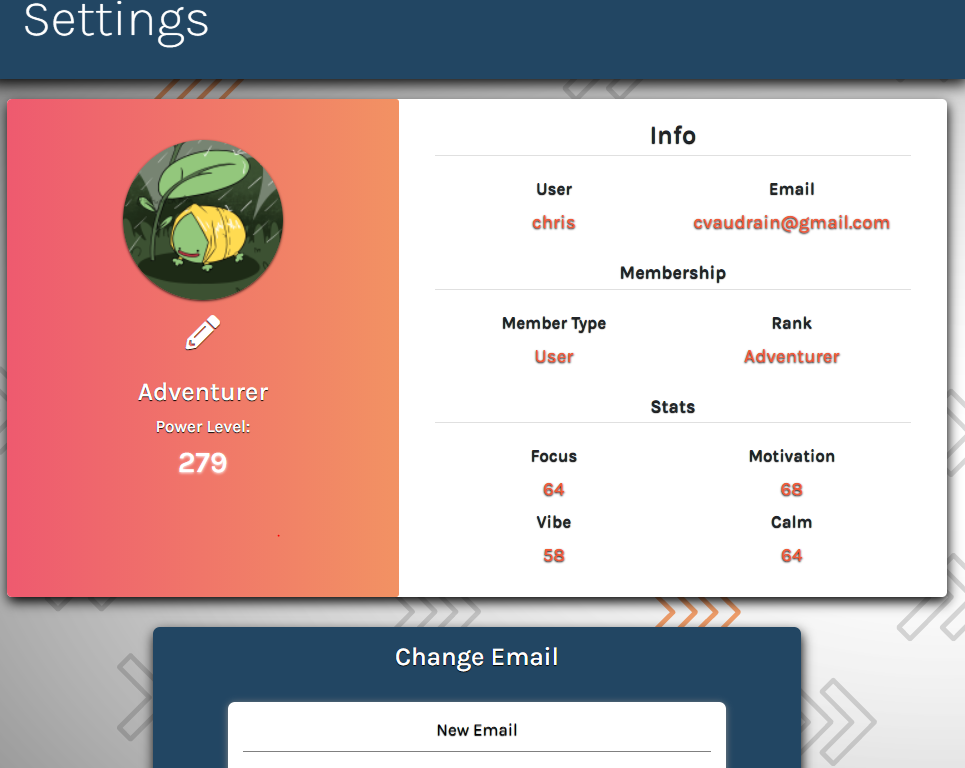 Settings
Adventurer
Power Level:
279
Info
User Email
chris cvaudrain@gmail.com
Membership
Member Type Rank
User Adventurer
Stats
Focus Motivation
64 68
Vibe Calm
58 64
Change Email
New Email